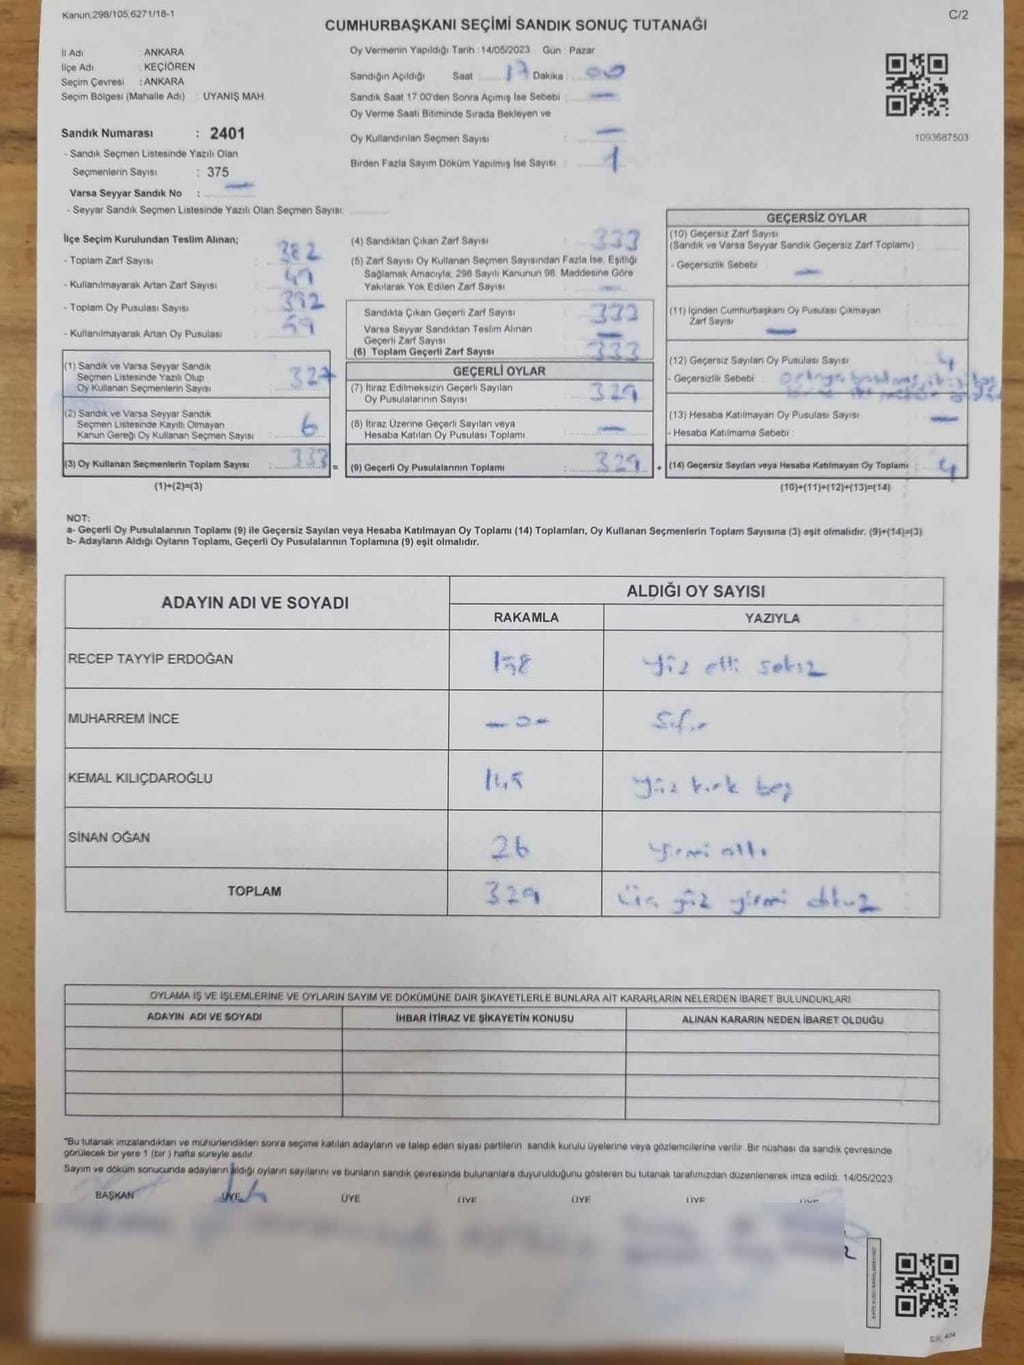 Kanun;298/105;6271/18-1
C/2
CUMHURBAŞKANI SEÇİMİ SANDIK SONUÇ TUTANAĞI
İl Adı : ANKARA
İlçe Adı : KEÇİÖREN
Seçim Çevresi : ANKARA
Seçim Bölgesi (Mahalle Adı) : UYANIŞ MAH.
Sandık Numarası : 2401
- Sandık Seçmen Listesinde Yazılı Olan
Seçmenlerin Sayısı : 375
Varsa Seyyar Sandık No : —
- Seyyar Sandık Seçmen Listesinde Yazılı Olan Seçmen Sayısı:
Oy Vermenin Yapıldığı Tarih :14/05/2023 Gün : Pazar
Sandığın Açıldığı Saat 17 Dakika : 00
Sandık Saat 17:00'den Sonra Açımış İse Sebebi : —
Oy Verme Saati Bitiminde Sırada Bekleyen ve
Oy Kullandırılan Seçmen Sayısı : —
Birden Fazla Sayım Döküm Yapılmış İse Sayısı : 1
1093687503
İlçe Seçim Kurulundan Teslim Alınan;
- Toplam Zarf Sayısı : 382
- Kullanılmayarak Artan Zarf Sayısı : 49
- Toplam Oy Pusulası Sayısı : 392
- Kullanılmayarak Artan Oy Pusulası : 59
(1) Sandık ve Varsa Seyyar Sandık
Seçmen Listesinde Yazılı Olup
Oy Kullanan Seçmenlerin Sayısı : 327
(2) Sandık ve Varsa Seyyar Sandık
Seçmen Listesinde Kayıtlı Olmayan
Kanun Gereği Oy Kullanan Seçmen Sayısı : 6
(3) Oy Kullanan Seçmenlerin Toplam Sayısı : 333 =
(1)+(2)=(3)
(4) Sandıktan Çıkan Zarf Sayısı : 333
(5) Zarf Sayısı Oy Kullanan Seçmen Sayısından Fazla İse, Eşitliği
Sağlamak Amacıyla, 298 Sayılı Kanunun 98. Maddesine Göre
Yakılarak Yok Edilen Zarf Sayısı : —
Sandıkta Çıkan Geçerli Zarf Sayısı : 333
Varsa Seyyar Sandıktan Teslim Alınan
Geçerli Zarf Sayısı : —
(6) Toplam Geçerli Zarf Sayısı : 333
GEÇERLİ OYLAR
(7) İtiraz Edilmeksizin Geçerli Sayılan
Oy Pusulalarının Sayısı : 329
(8) İtiraz Üzerine Geçerli Sayılan veya
Hesaba Katılan Oy Pusulası Toplamı : —
(9) Geçerli Oy Pusulalarının Toplamı : 329 +
GEÇERSİZ OYLAR
(10) Geçersiz Zarf Sayısı
(Sandık ve Varsa Seyyar Sandık Geçersiz Zarf Toplamı)
- Geçersizlik Sebebi : —
(11) İçinden Cumhurbaşkanı Oy Pusulası Çıkmayan
Zarf Sayısı : —
(12) Geçersiz Sayılan Oy Pusulası Sayısı : 4
- Geçersizlik Sebebi :
(13) Hesaba Katılmayan Oy Pusulası Sayısı : —
- Hesaba Katılmama Sebebi :
(14) Geçersiz Sayılan veya Hesaba Katılmayan Oy Toplamı : 4
(10)+(11)+(12)+(13)=(14)
NOT:
a- Geçerli Oy Pusulalarının Toplamı (9) ile Geçersiz Sayılan veya Hesaba Katılmayan Oy Toplamı (14) Toplamları, Oy Kullanan Seçmenlerin Toplam Sayısına (3) eşit olmalıdır. (9)+(14)=(3)
b- Adayların Aldığı Oyların Toplamı, Geçerli Oy Pusulalarının Toplamına (9) eşit olmalıdır.
ADAYIN ADI VE SOYADI
ALDIĞI OY SAYISI
RAKAMLA YAZIYLA
RECEP TAYYİP ERDOĞAN 158 yüz elli sekiz
MUHARREM İNCE —0— Sıfır
KEMAL KILIÇDAROĞLU 145 yüz kırk beş
SİNAN OĞAN 26 yirmi altı
TOPLAM 329 Üç yüz yirmi dokuz
OYLAMA İŞ VE İŞLEMLERİNE VE OYLARIN SAYIM VE DÖKÜMÜNE DAİR ŞİKAYETLERLE BUNLARA AİT KARARLARIN NELERDEN İBARET BULUNDUKLARI
ADAYIN ADI VE SOYADI İHBAR İTİRAZ VE ŞİKAYETİN KONUSU ALINAN KARARIN NEDEN İBARET OLDUĞU
*Bu tutanak imzalandıktan ve mühürlendikten sonra seçime katılan adayların ve talep eden siyasi partilerin sandık kurulu üyelerine veya gözlemcilerine verilir. Bir nüshası da sandık çevresinde
görülecek bir yere 1 (bir ) hafta süreyle asılır.
Sayım ve döküm sonucunda adayların aldığı oyların sayılarını ve bunların sandık çevresinde bulunanlara duyurulduğunu gösteren bu tutanak tarafımızdan düzenlenerek imza edildi. 14/05/2023
BAŞKAN ÜYE ÜYE ÜYE ÜYE ÜYE